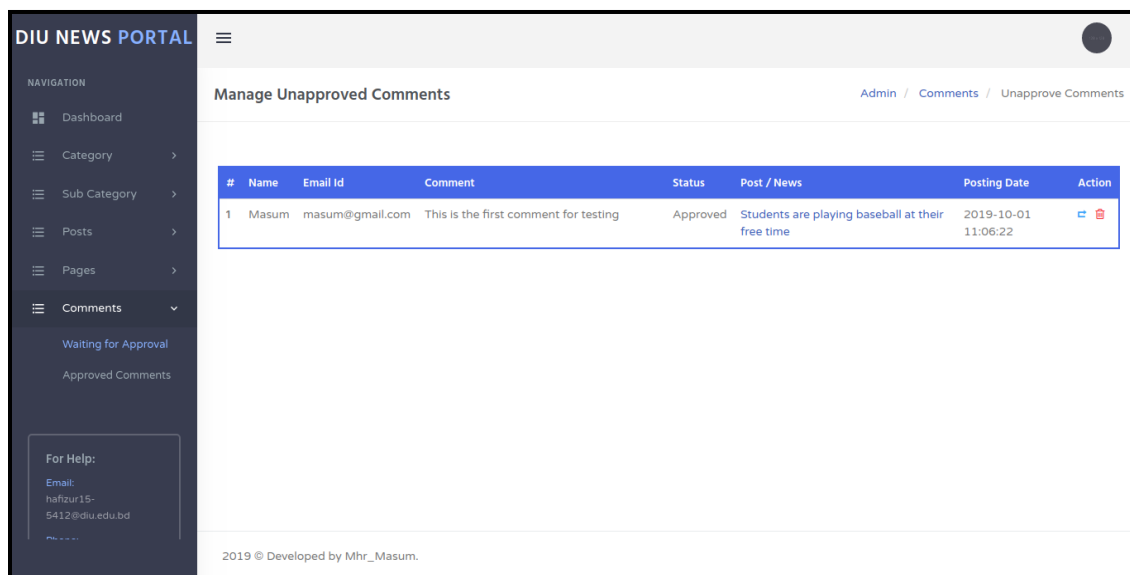 DIU NEWS PORTAL
NAVIGATION
Dashboard
Category
Sub Category
Posts
Pages
Comments
Waiting for Approval
Approved Comments
For Help:
Email:
hafizur15-
5412@diu.edu.bd
Manage Unapproved Comments
Admin / Comments / Unapprove Comments
# Name Email Id Comment Status Post / News Posting Date Action
1 Masum masum@gmail.com This is the first comment for testing Approved Students are playing baseball at their 2019-10-01
free time 11:06:22
2019 © Developed by Mhr_Masum.